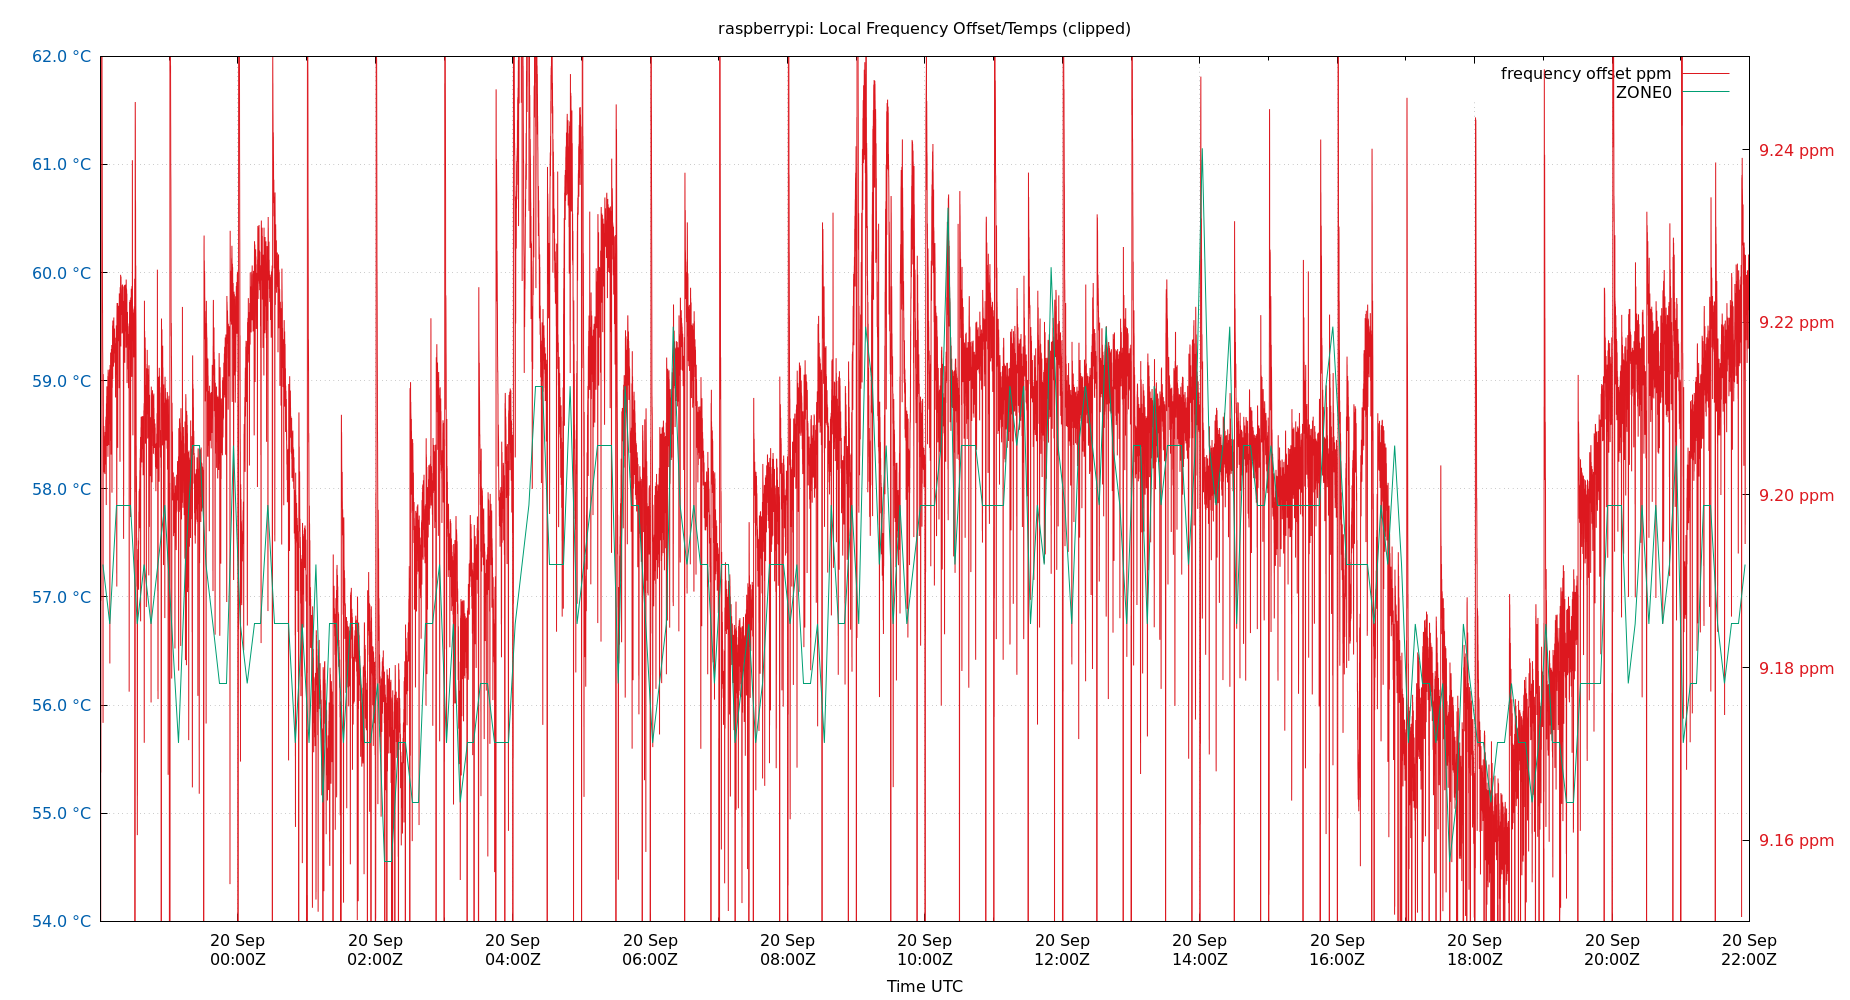 raspberrypi: Local Frequency Offset/Temps (clipped)
62.0 °C
61.0 °C
60.0 °C
59.0 °C
58.0 °C
57.0 °C
56.0 °C
55.0 °C
54.0 °C
frequency offset ppm
ZONE0
9.24 ppm
9.22 ppm
9.20 ppm
9.18 ppm
9.16 ppm
20 Sep 20 Sep 20 Sep 20 Sep 20 Sep 20 Sep 20 Sep 20 Sep 20 Sep 20 Sep 20 Sep 20 Sep
00:00Z 02:00Z 04:00Z 06:00Z 08:00Z 10:00Z 12:00Z 14:00Z 16:00Z 18:00Z 20:00Z 22:00Z
Time UTC